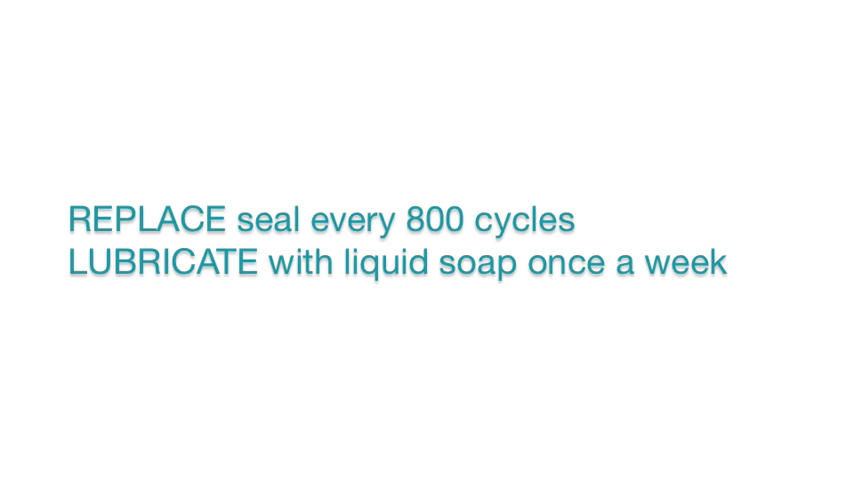 REPLACE seal every 800 cycles
LUBRICATE with liquid soap once a week